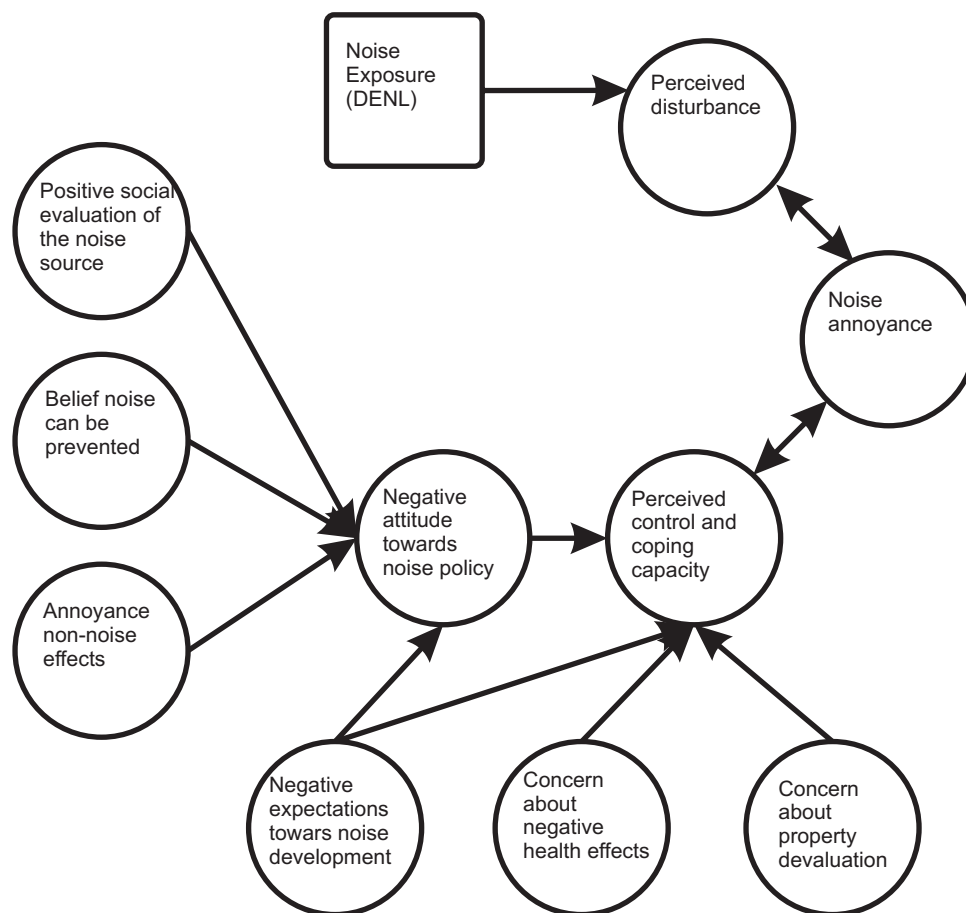 Noise
Exposure
(DENL)
Perceived
disturbance
Positive social
evaluation of
the noise
source
Noise
annoyance
Belief noise
can be
prevented
Negative
attitude
towards
noise policy
Perceived
control and
coping
capacity
Annoyance
non-noise
effects
Negative
expectations
towars noise
development
Concern
about
negative
health effects
Concern
about
property
devaluation